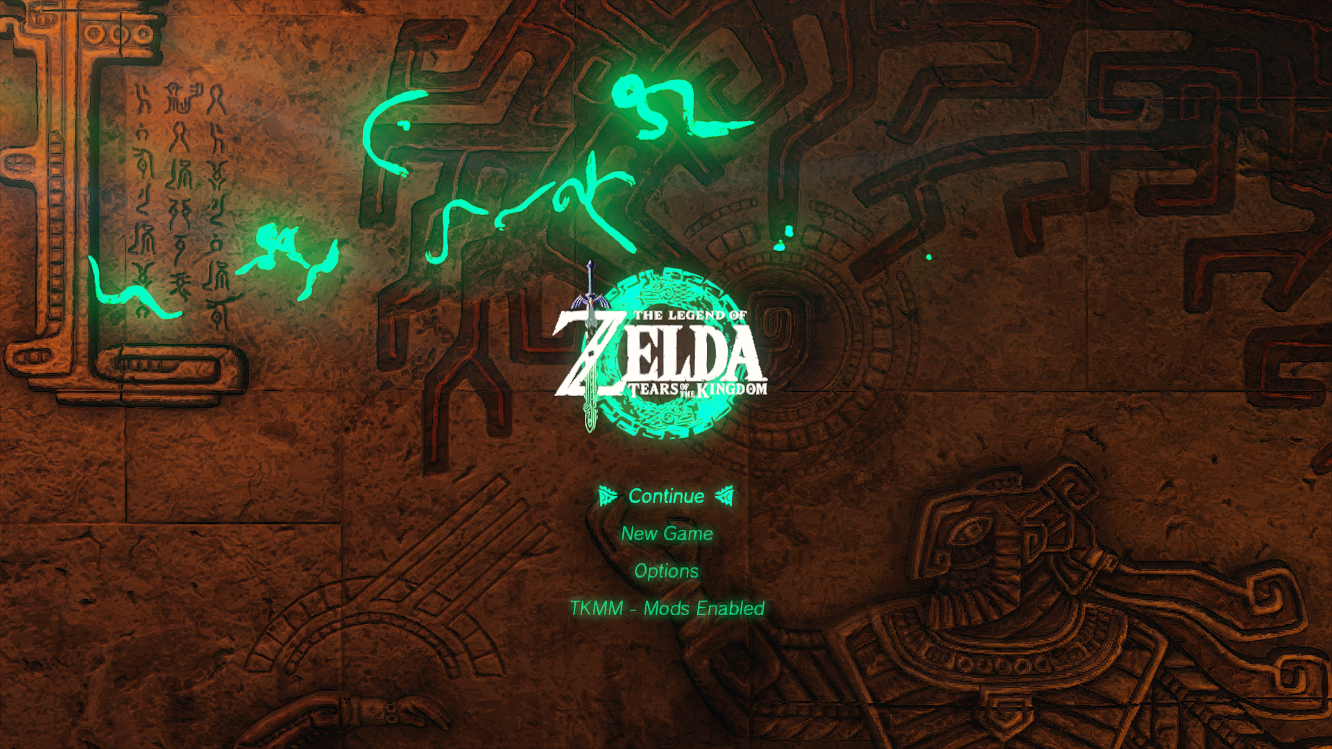 THE LEGEND OF
ZELDA
TEARS OF THE KINGDOM
Continue
New Game
Options
TKMM - Mods Enabled